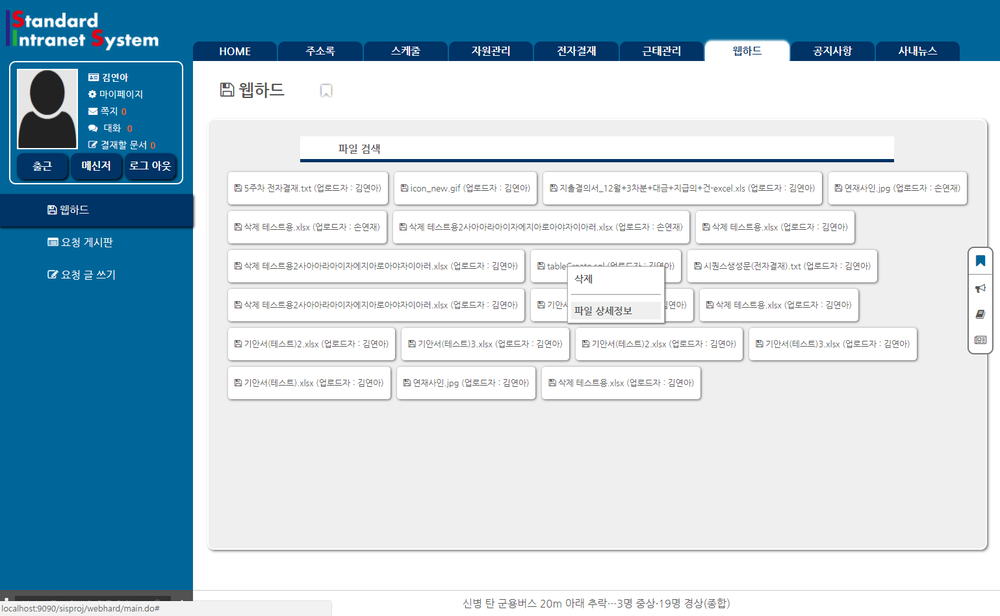 Standard
Intranet System
HOME
주소록
스케줄
자원관리
전자결재
근태관리
웹하드
공지사항
사내뉴스
김연아
마이페이지
쪽지 0
대화 0
결재할 문서 0
출근
메신저
로그 아웃
웹하드
요청 게시판
요청 글 쓰기
웹하드
파일 검색
5주차 전자결재.txt (업로드자 : 김연아)
icon_new.gif (업로드자 : 김연아)
지출결의서_12월+3차분+대금+지급의+건-excel.xls (업로드자 : 김연아)
연재사인.jpg (업로드자 : 손연재)
삭제 테스트용.xlsx (업로드자 : 손연재)
삭제 테스트용2사아아라아이자에지아로아야자이아러.xlsx (업로드자 : 손연재)
삭제 테스트용.xlsx (업로드자 : 김연아)
삭제 테스트용2사아아라아이자에지아로아야자이아러.xlsx (업로드자 : 김연아)
tableCreate.sql (업로드자 : 김연아)
시퀀스생성문(전자결재).txt (업로드자 : 김연아)
삭제
파일 상세정보
삭제 테스트용2사아아라아이자에지아로아야자이아러.xlsx (업로드자 : 김연아)
기안 김연아)
삭제 테스트용.xlsx (업로드자 : 김연아)
기안서(테스트)2.xlsx (업로드자 : 김연아)
기안서(테스트)3.xlsx (업로드자 : 김연아)
기안서(테스트)2.xlsx (업로드자 : 김연아)
기안서(테스트)3.xlsx (업로드자 : 김연아)
기안서(테스트).xlsx (업로드자 : 김연아)
연재사인.jpg (업로드자 : 김연아)
삭제 테스트용.xlsx (업로드자 : 김연아)
신병 탄 군용버스 20m 아래 추락…3명 중상·19명 경상(종합)
localhost:9090/sisproj/webhard/main.do#